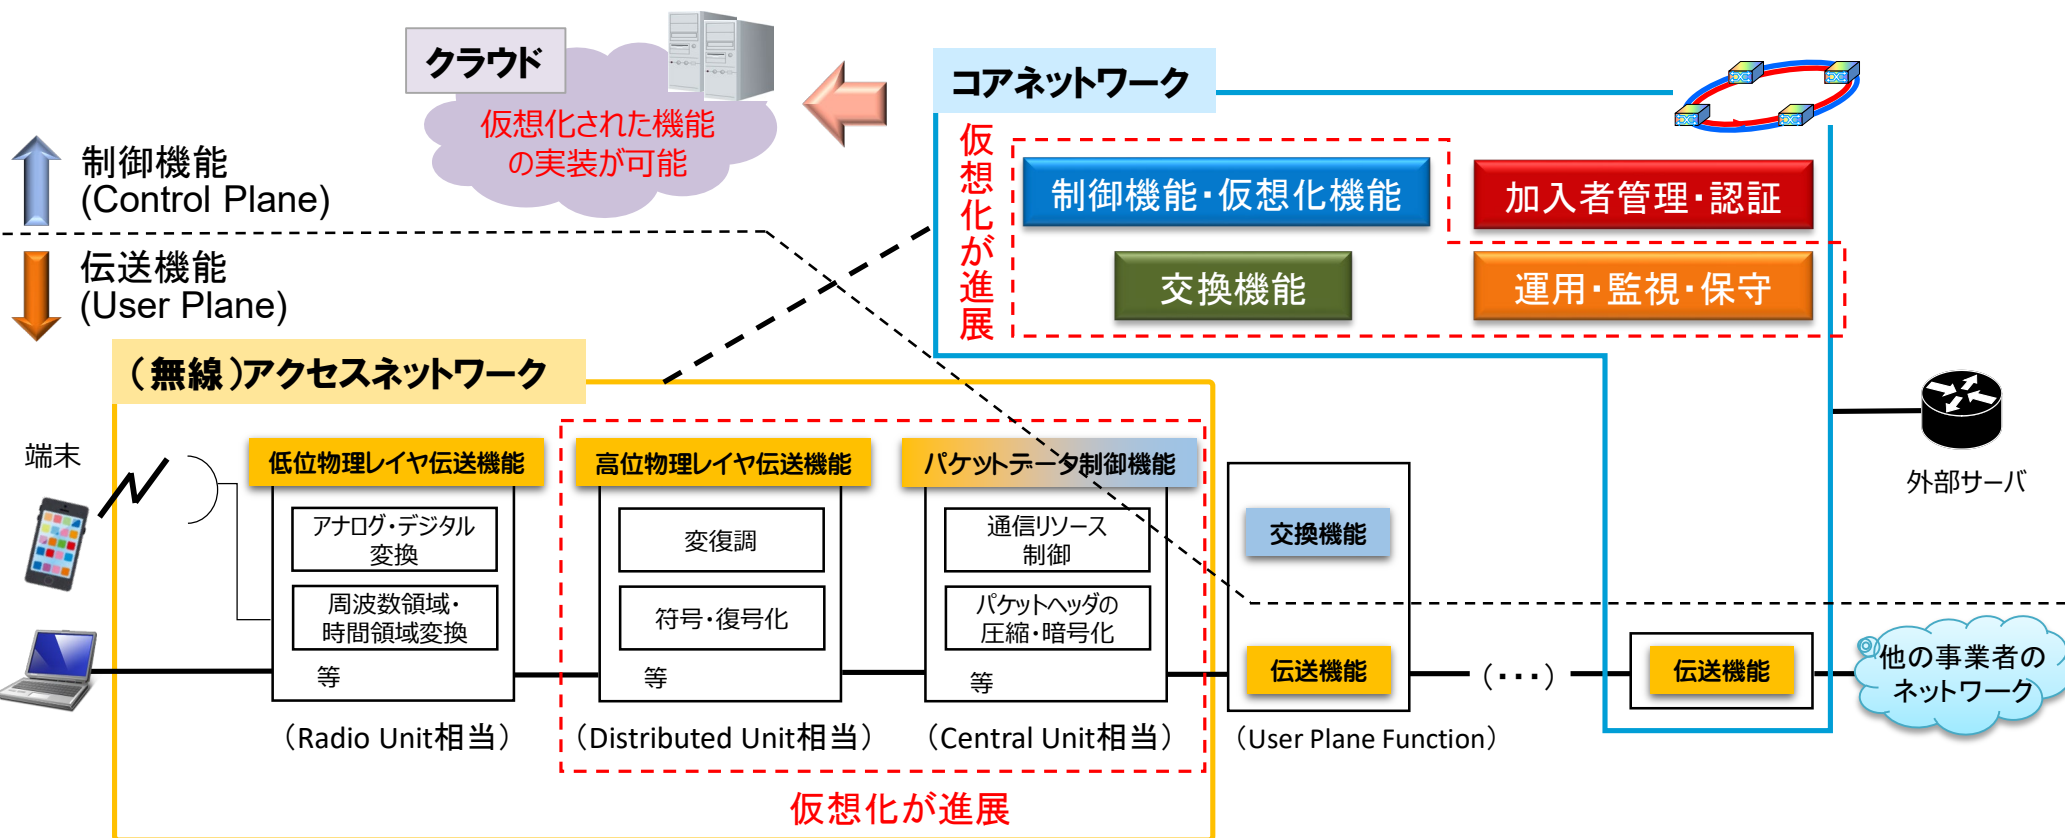 クラウド
仮想化された機能
の実装が可能
コアネットワーク
仮想化が進展
制御機能・仮想化機能
加入者管理・認証
交換機能
運用・監視・保守
制御機能
(Control Plane)
伝送機能
(User Plane)
（無線）アクセスネットワーク
端末
低位物理レイヤ伝送機能
アナログ・デジタル
変換
周波数領域・
時間領域変換
等
（Radio Unit相当）
高位物理レイヤ伝送機能
変復調
符号・復号化
等
（Distributed Unit相当）
パケットデータ制御機能
通信リソース
制御
パケットヘッダの
圧縮・暗号化
等
（Central Unit相当）
仮想化が進展
交換機能
伝送機能
（User Plane Function）
（・・・）
伝送機能
外部サーバ
他の事業者の
ネットワーク